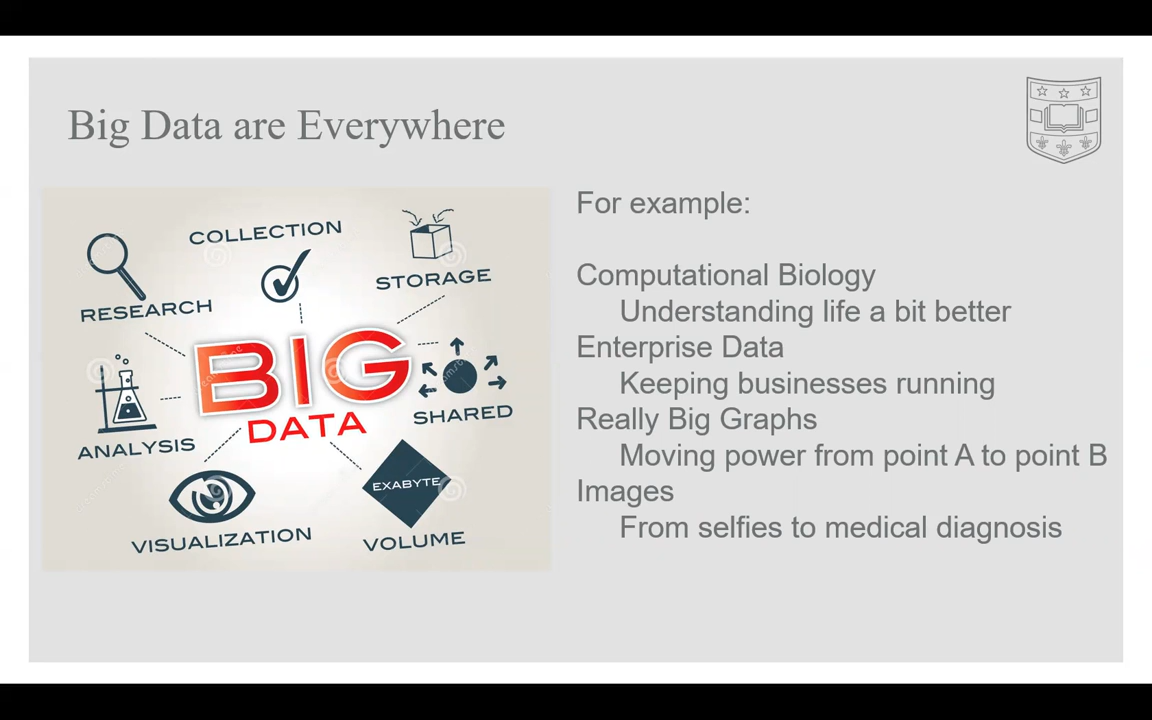 Big Data are Everywhere
COLLECTION
STORAGE
RESEARCH
BIG
DATA
SHARED
ANALYSIS
EXABYTE
VISUALIZATION
VOLUME
For example:
Computational Biology
Understanding life a bit better
Enterprise Data
Keeping businesses running
Really Big Graphs
Moving power from point A to point B
Images
From selfies to medical diagnosis